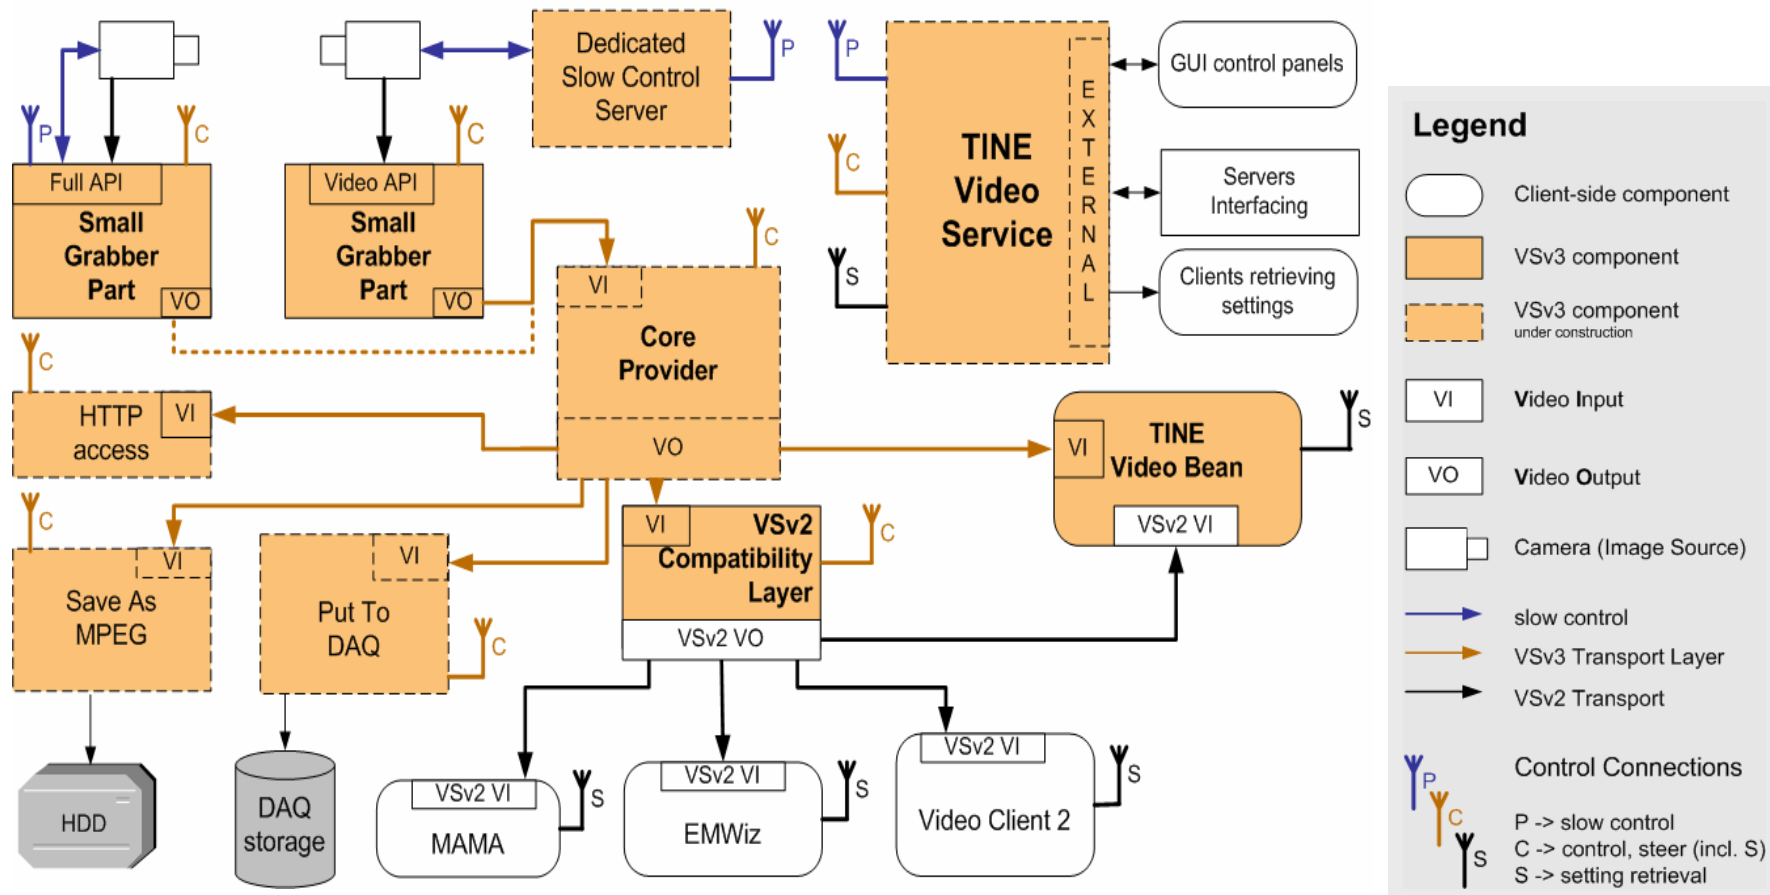 P
Full API
C
Small
Grabber
Part
VO
Video API
C
Small
Grabber
Part
VO
Dedicated
Slow Control
Server
P
P
C
S
TINE
Video
Service
E
X
T
E
R
N
A
L
GUI control panels
Servers
Interfacing
Clients retrieving
settings
C
VI
Core
Provider
VO
C
HTTP
access
VI
C
VI
Save As
MPEG
HDD
VI
Put To
DAQ
C
DAQ
storage
VI
VSv2
Compatibility
Layer
C
VSv2 VO
VI
TINE
Video Bean
VSv2 VI
S
VSv2 VI
MAMA
S
VSv2 VI
EMWiz
S
VSv2 VI
Video Client 2
S
Legend
Client-side component
VSv3 component
VSv3 component
under construction
VI
Video Input
VO
Video Output
Camera (Image Source)
slow control
VSv3 Transport Layer
VSv2 Transport
Control Connections
P
C
S
P -> slow control
C -> control, steer (incl. S)
S -> setting retrieval